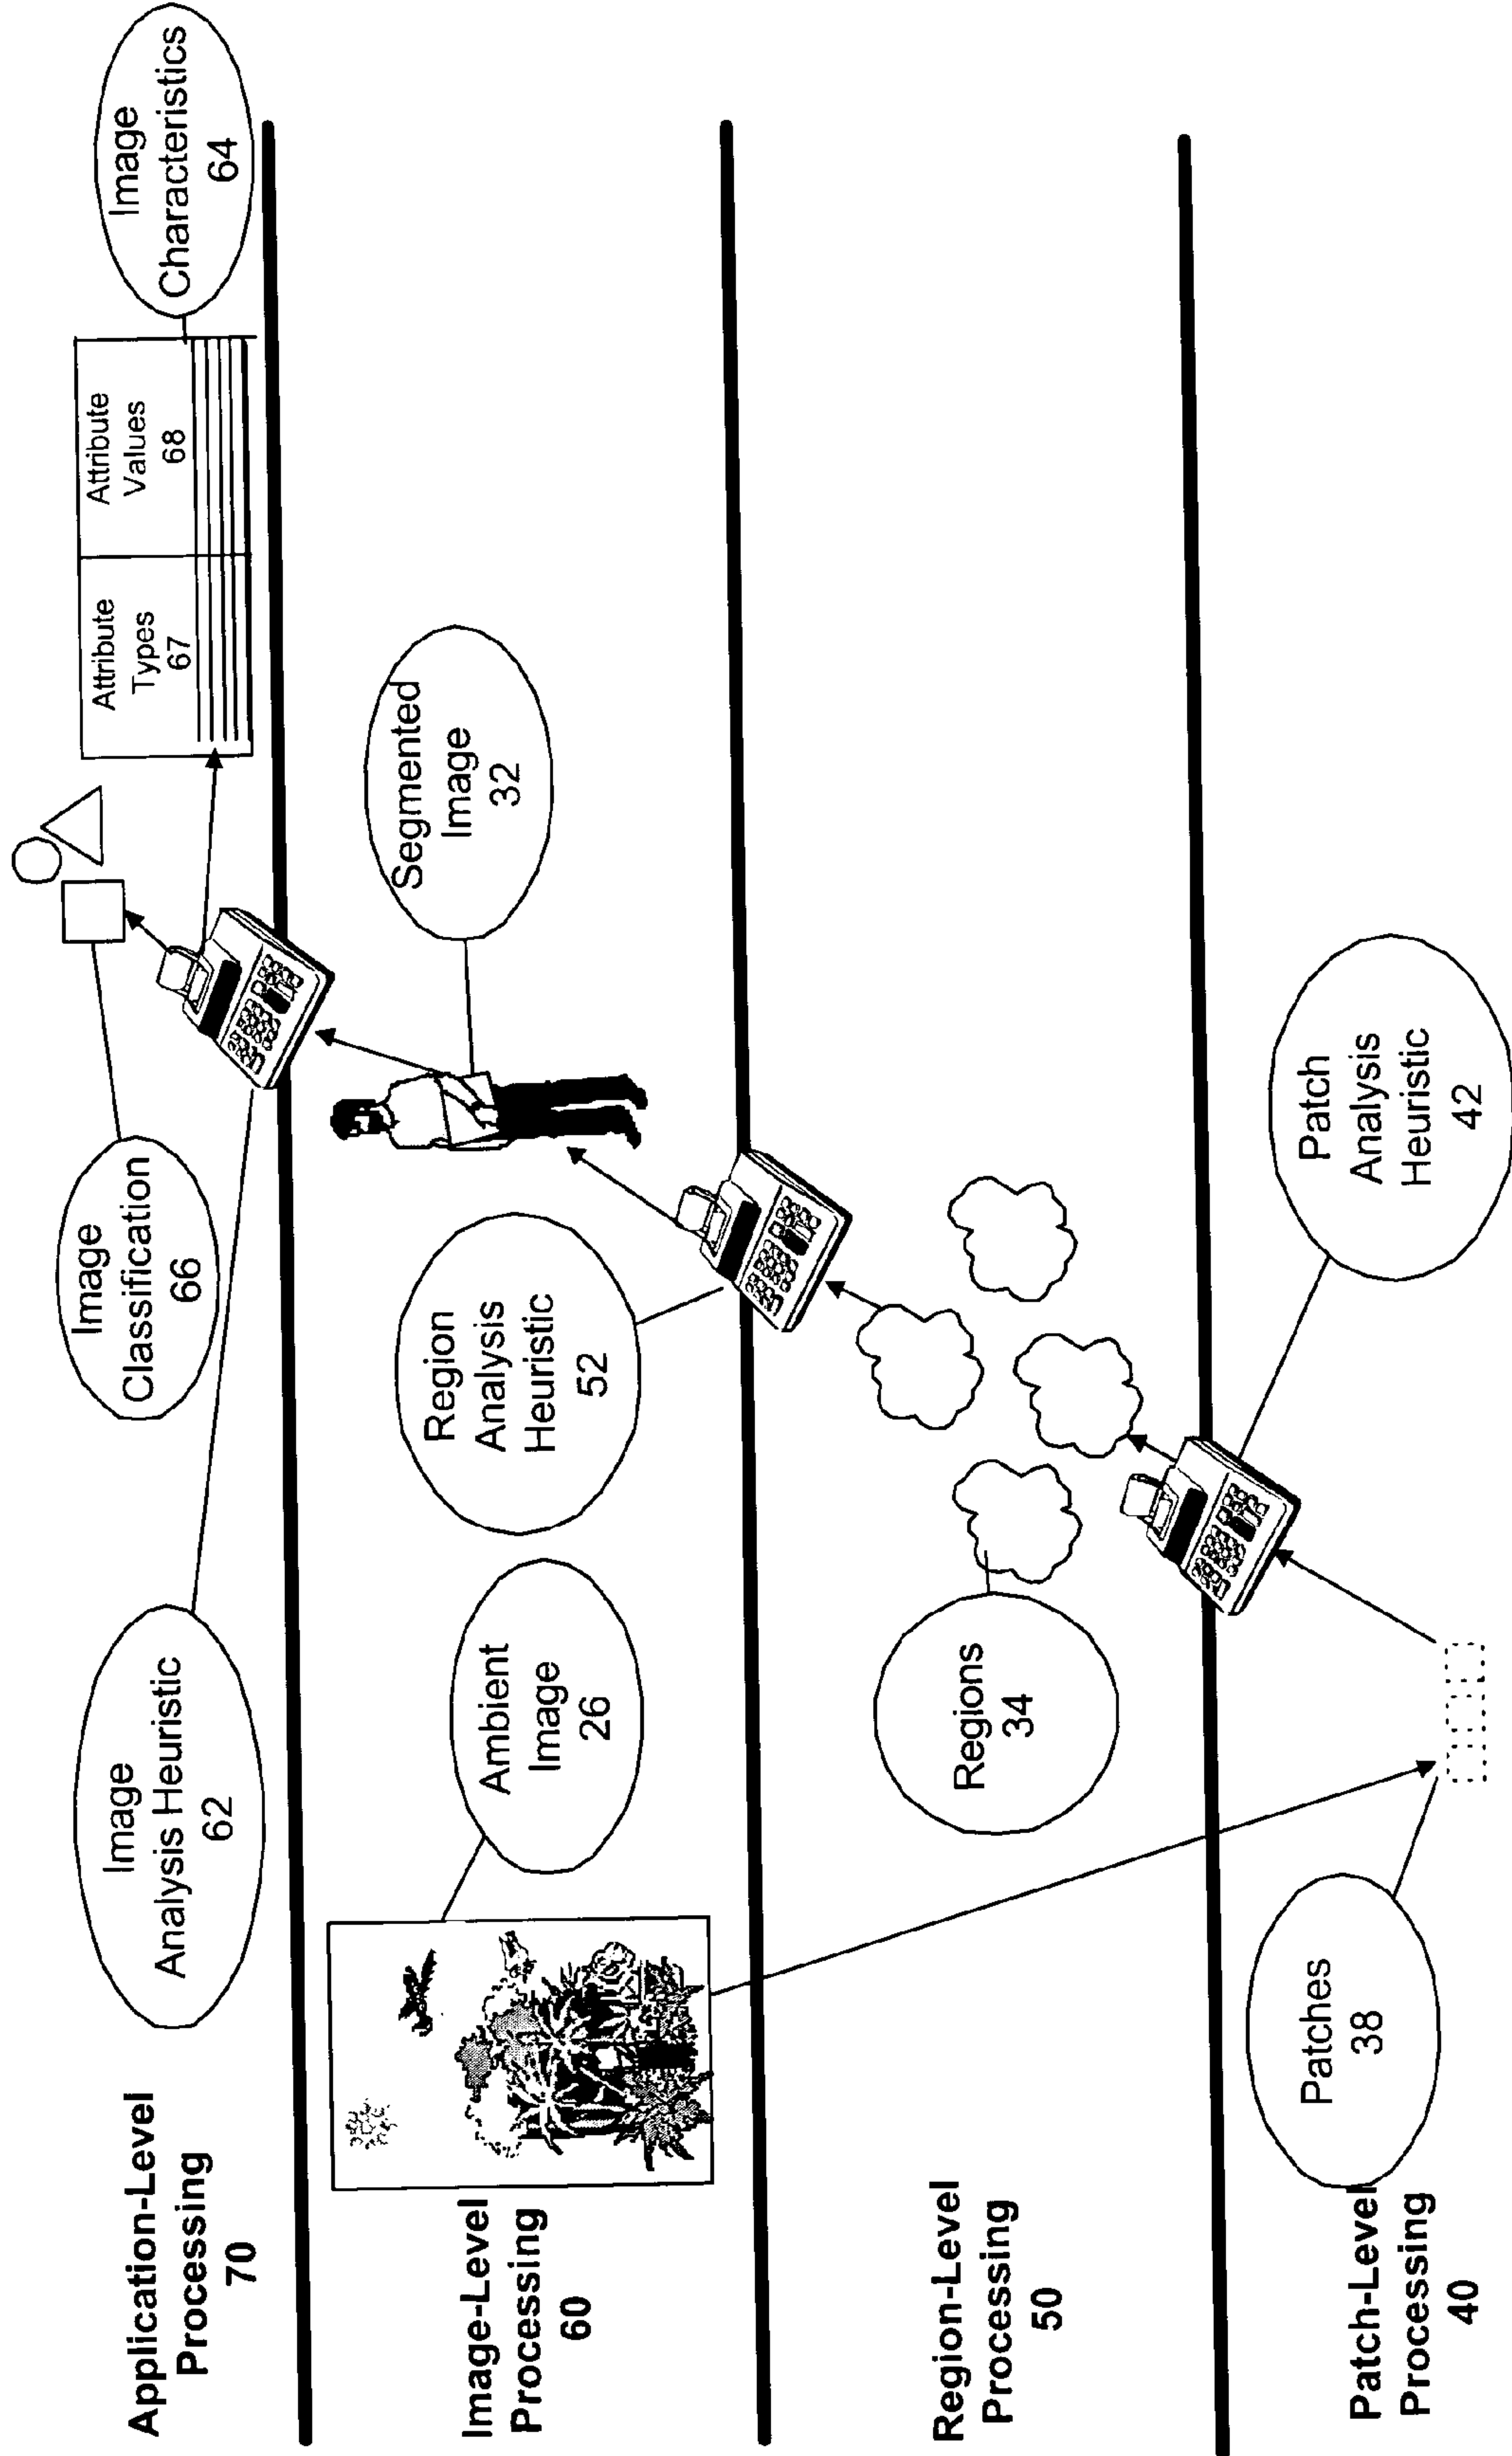 Application-Level
Processing
70
Image
Analysis Heuristic
62
Image
Classification
66
Attribute
Types
67
Attribute
Values
68
Image
Characteristics
64
Image-Level
Processing
60
Ambient
Image
26
Region
Analysis
Heuristic
52
Segmented
Image
32
Region-Level
Processing
50
Regions
34
Patch-Level
Processing
40
Patches
38
Patch
Analysis
Heuristic
42